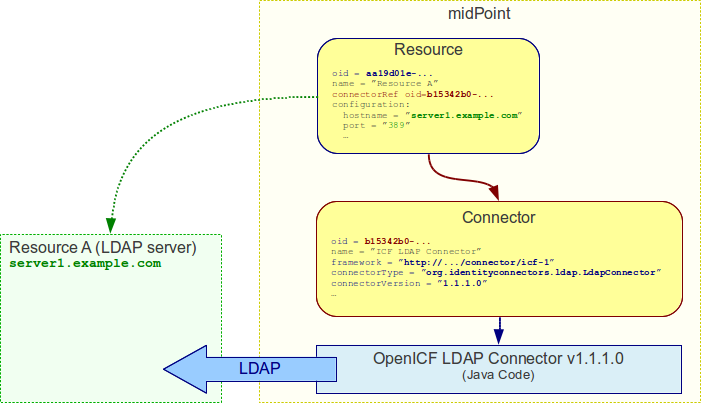 midPoint
Resource
oid = aa19d01e-...
name = "Resource A"
connectorRef oid=b15342b0-...
configuration:
hostname = "server1.example.com"
port = "389"
…
Connector
oid = b15342b0-...
name = "ICF LDAP Connector"
framework = "http://.../connector/icf-1"
connectorType = "org.identityconnectors.ldap.LdapConnector"
connectorVersion = "1.1.1.0"
…
Resource A (LDAP server)
server1.example.com
LDAP
OpenICF LDAP Connector v1.1.1.0
(Java Code)